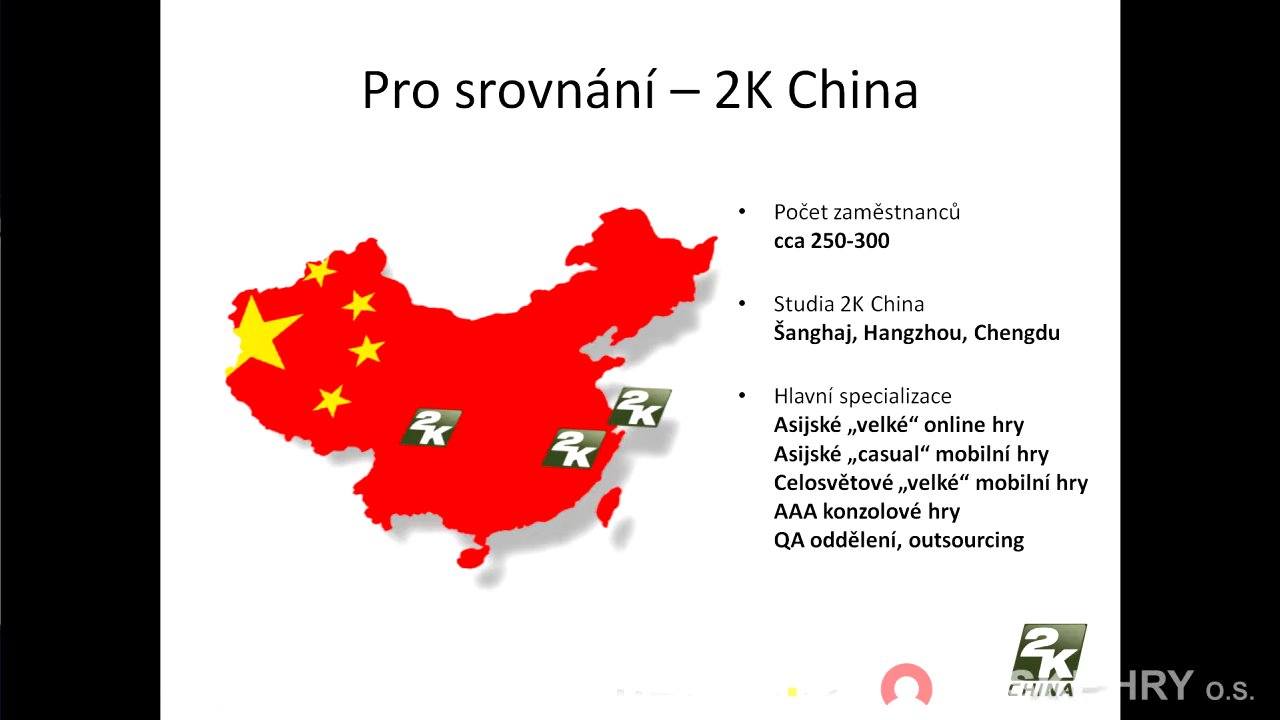 Pro srovnání – 2K China
• Počet zaměstnanců
cca 250-300
• Studia 2K China
Šanghaj, Hangzhou, Chengdu
• Hlavní specializace
Asijské „velké“ online hry
Asijské „casual“ mobilní hry
Celosvětové „velké“ mobilní hry
AAA konzolové hry
QA oddělení, outsourcing
2K
2K
2K
2K
CHINA
HRY o.s.